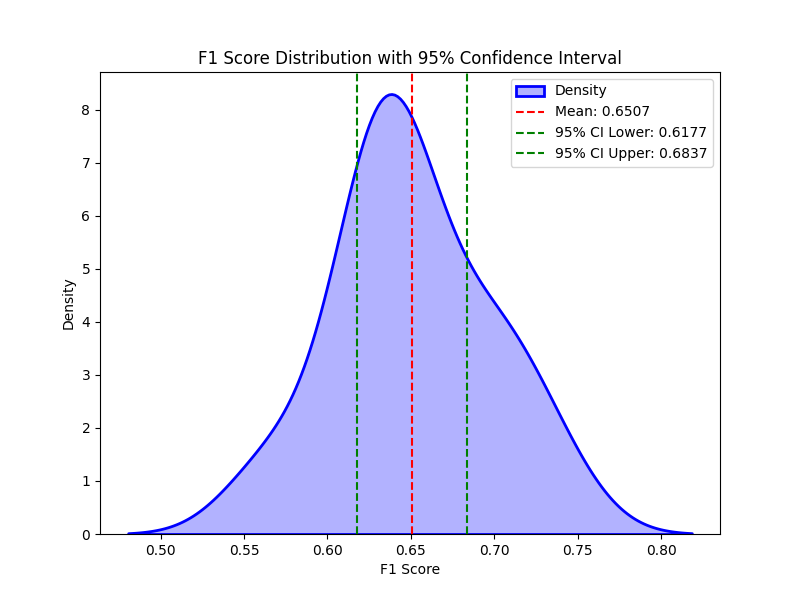 F1 Score Distribution with 95% Confidence Interval
Density
Mean: 0.6507
95% CI Lower: 0.6177
95% CI Upper: 0.6837
8
7
6
5
4
3
2
1
0
Density
0.50 0.55 0.60 0.65 0.70 0.75 0.80
F1 Score